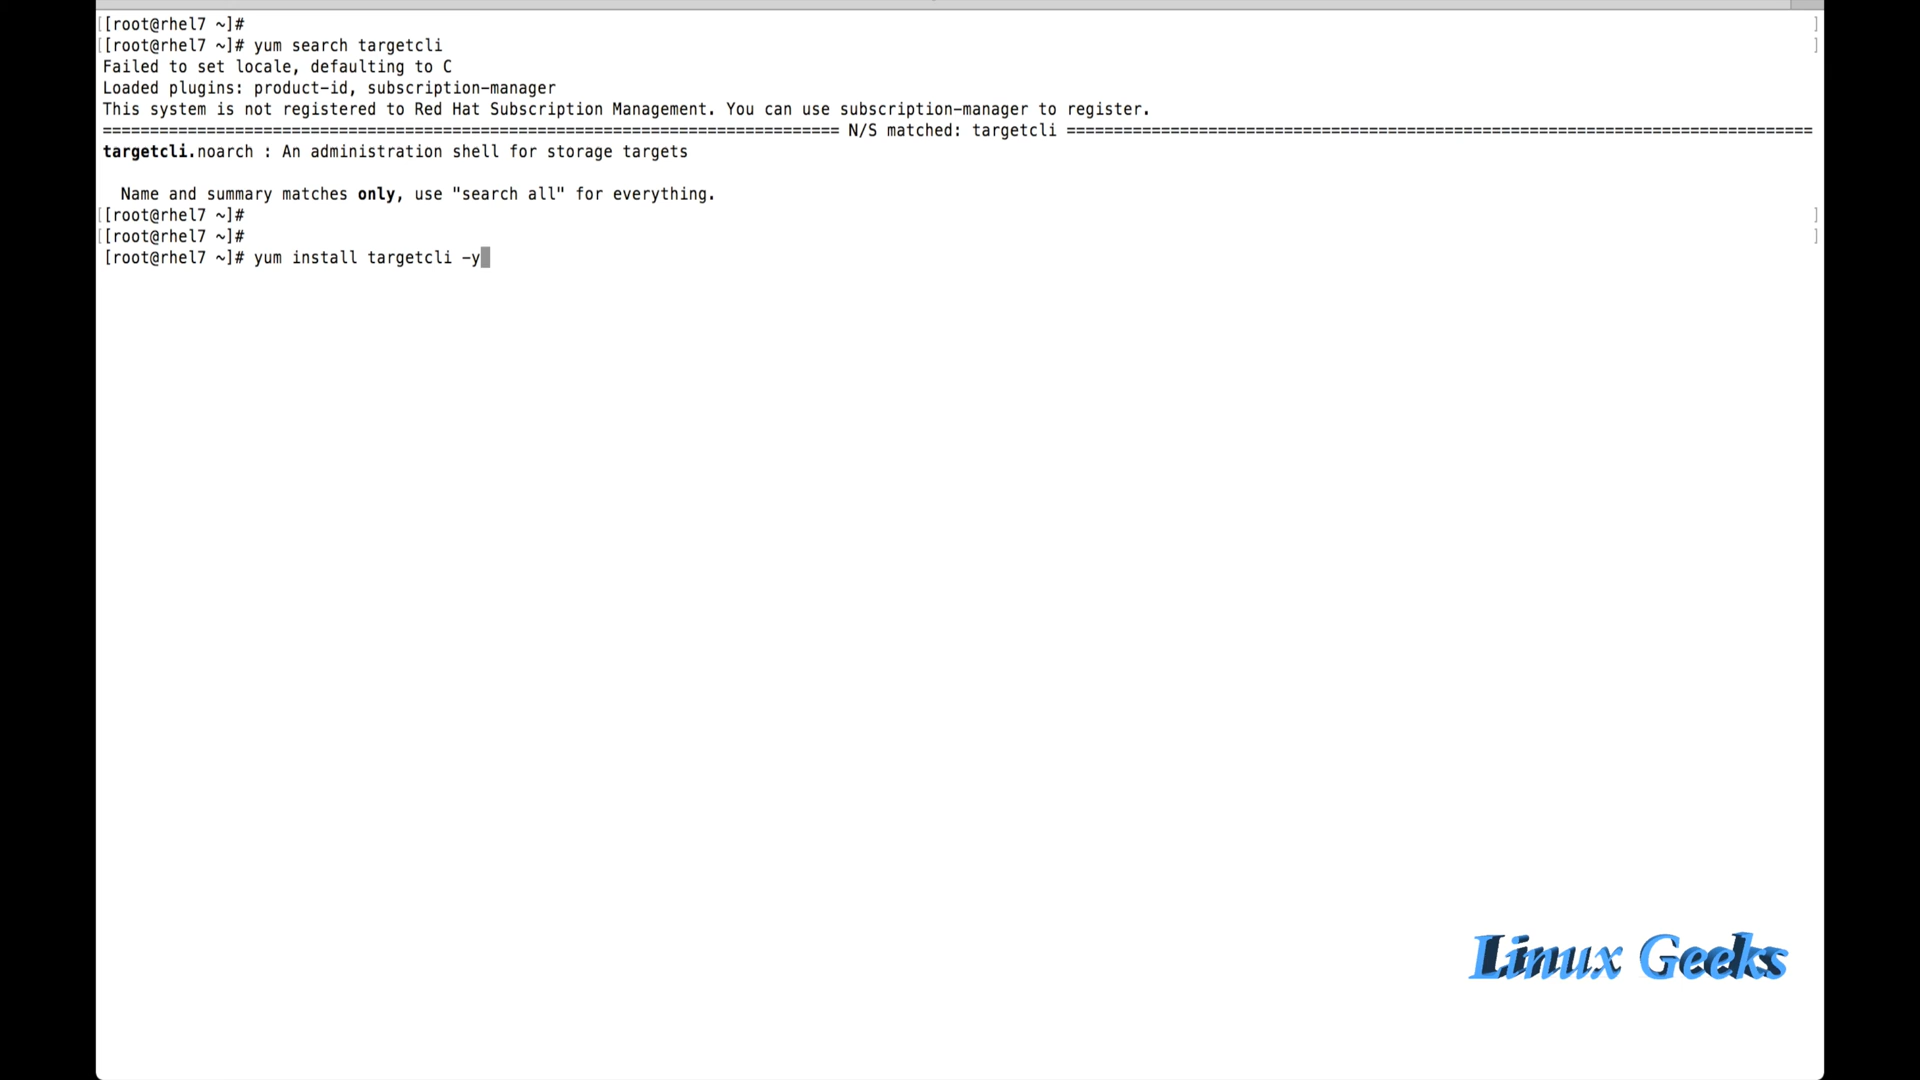 [[root@rhel7 ~]# ]
[[root@rhel7 ~]# yum search targetcli ]
Failed to set locale, defaulting to C
Loaded plugins: product-id, subscription-manager
This system is not registered to Red Hat Subscription Management. You can use subscription-manager to register.
============================================================================== N/S matched: targetcli ===============================================================================
targetcli.noarch : An administration shell for storage targets
Name and summary matches only, use "search all" for everything.
[[root@rhel7 ~]# ]
[[root@rhel7 ~]# ]
[root@rhel7 ~]# yum install targetcli -y
Linux Geeks